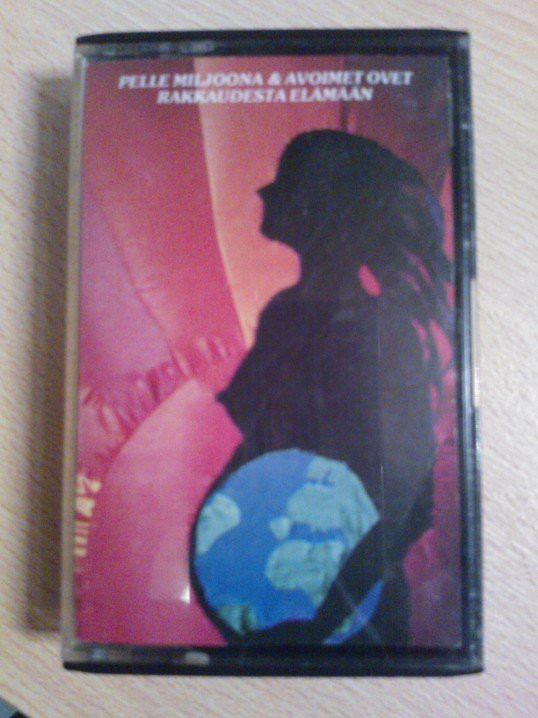 PELLE MILJOONA & AVOIMET OVET
RAKKAUDESTA ELÄMÄÄN